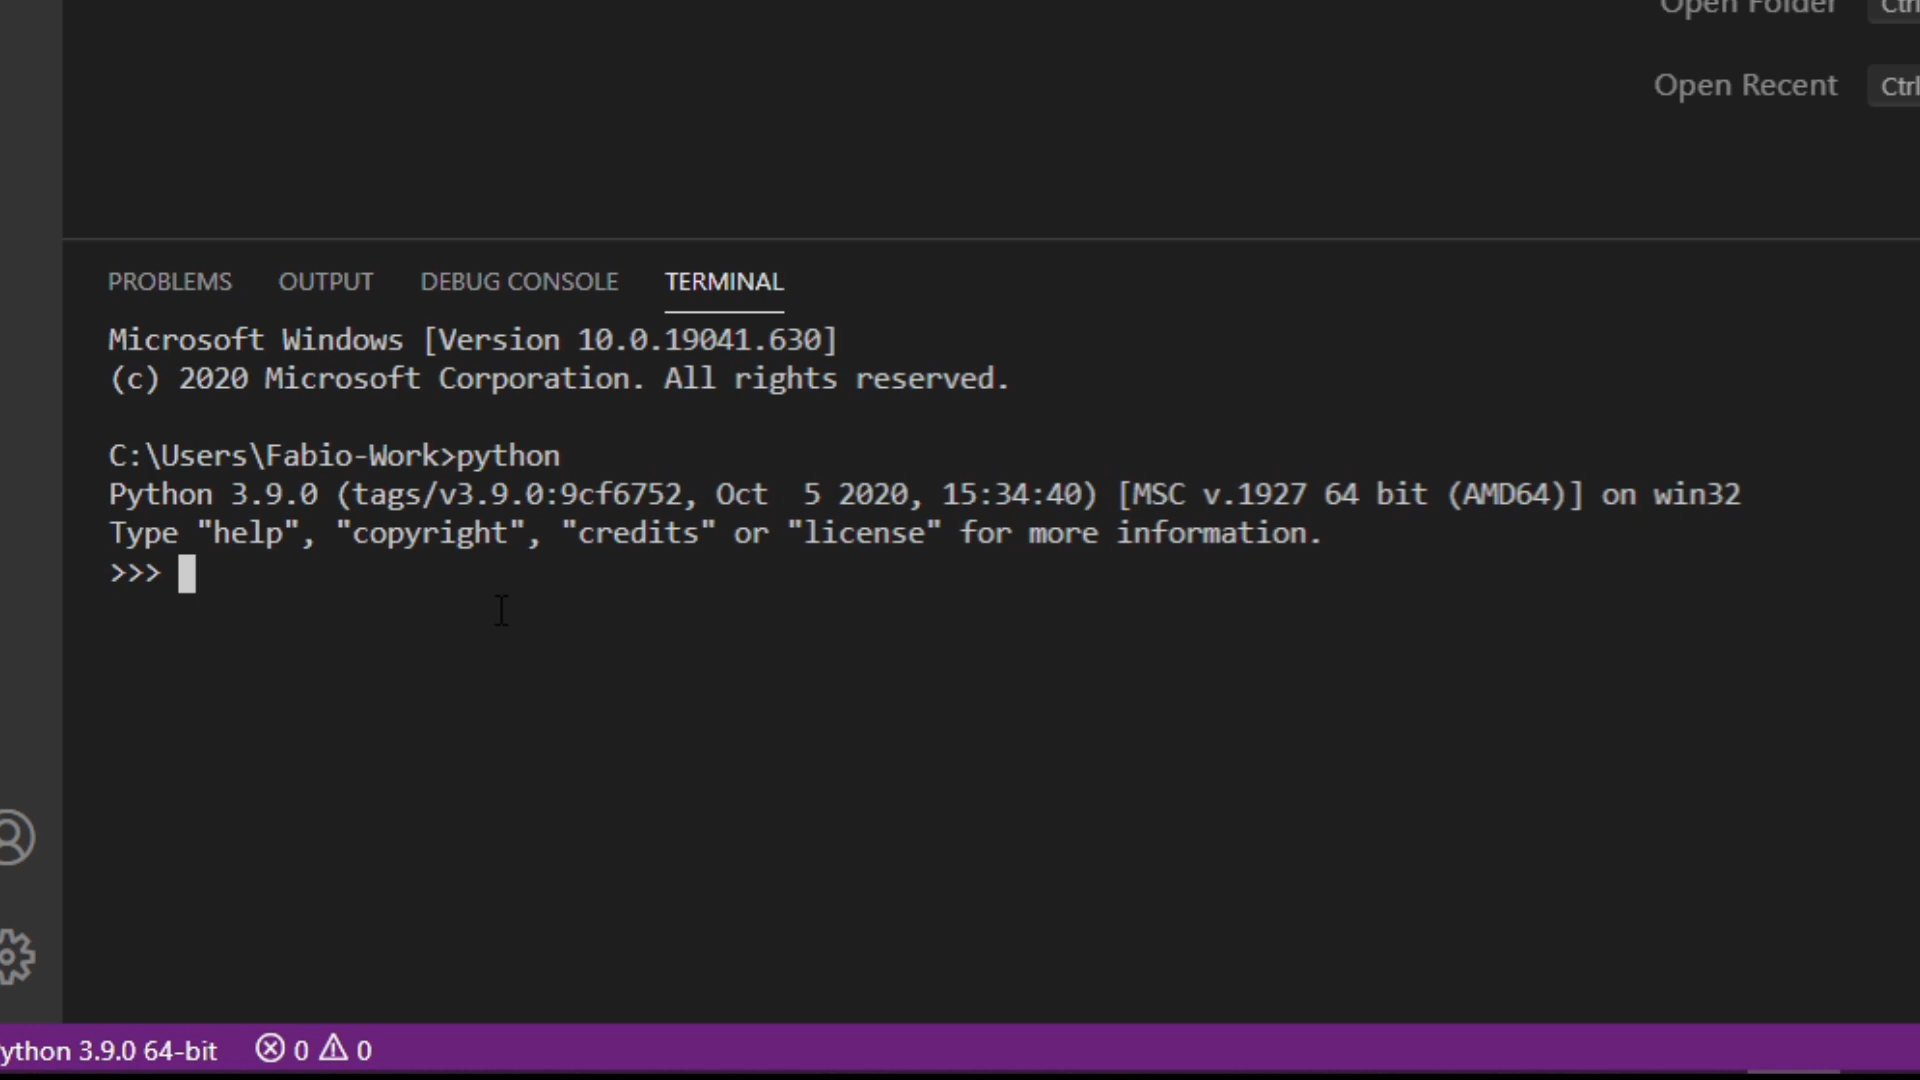 Open Folder
Open Recent Ctrl
PROBLEMS OUTPUT DEBUG CONSOLE TERMINAL
Microsoft Windows [Version 10.0.19041.630]
(c) 2020 Microsoft Corporation. All rights reserved.
C:\Users\Fabio-Work>python
Python 3.9.0 (tags/v3.9.0:9cf6752, Oct  5 2020, 15:34:40) [MSC v.1927 64 bit (AMD64)] on win32
Type "help", "copyright", "credits" or "license" for more information.
>>>
ython 3.9.0 64-bit 0 0